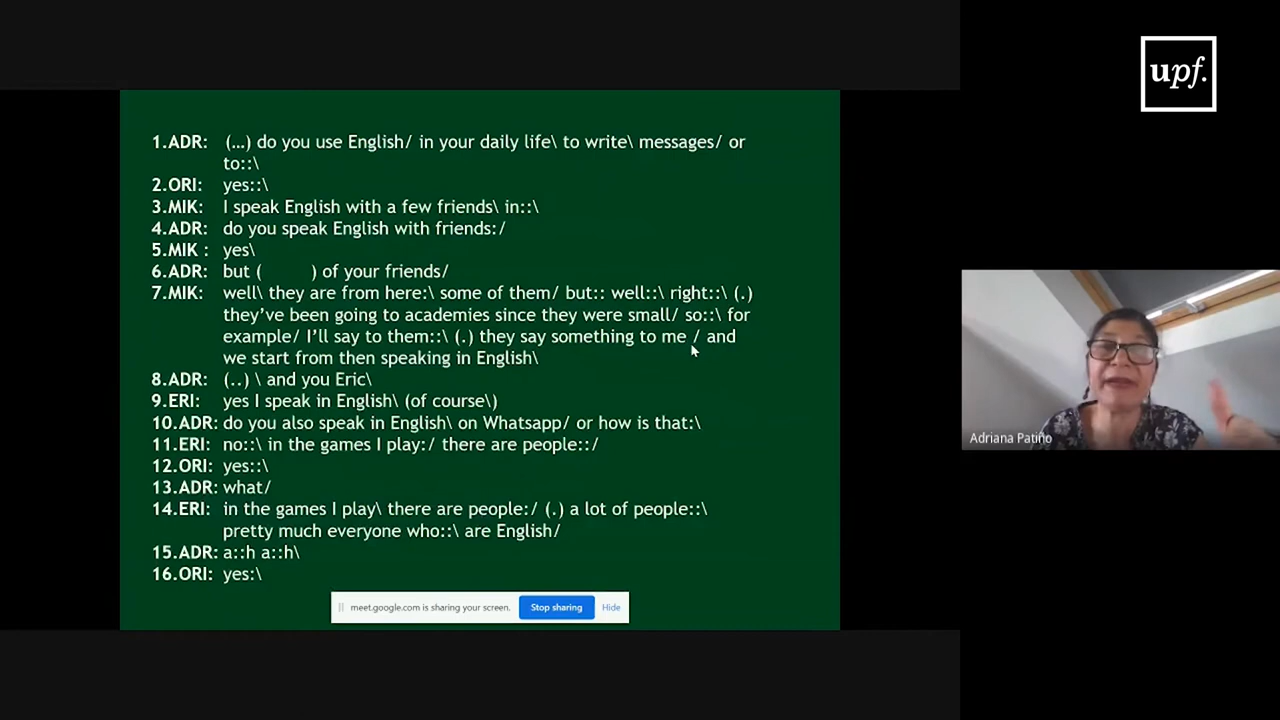 upf.
1.ADR: (…) do you use English/ in your daily life\ to write\ messages/ or
to::\
2.ORI: yes::\
3.MIK: I speak English with a few friends\ in::\
4.ADR: do you speak English with friends:/
5.MIK : yes\
6.ADR: but ( ) of your friends/
7.MIK: well\ they are from here:\ some of them/ but:: well::\ right::\ (.)
they’ve been going to academies since they were small/ so::\ for
example/ I’ll say to them::\ (.) they say something to me / and
we start from then speaking in English\
8.ADR: (..) \ and you Eric\
9.ERI: yes I speak in English\ (of course\)
10.ADR: do you also speak in English\ on Whatsapp/ or how is that:\
11.ERI: no::\ in the games I play:/ there are people::/
12.ORI: yes::\
13.ADR: what/
14.ERI: in the games I play\ there are people:/ (.) a lot of people::\
pretty much everyone who::\ are English/
15.ADR: a::h a::h\
16.ORI: yes:\
meet.google.com is sharing your screen. Stop sharing Hide
Adriana Patiño